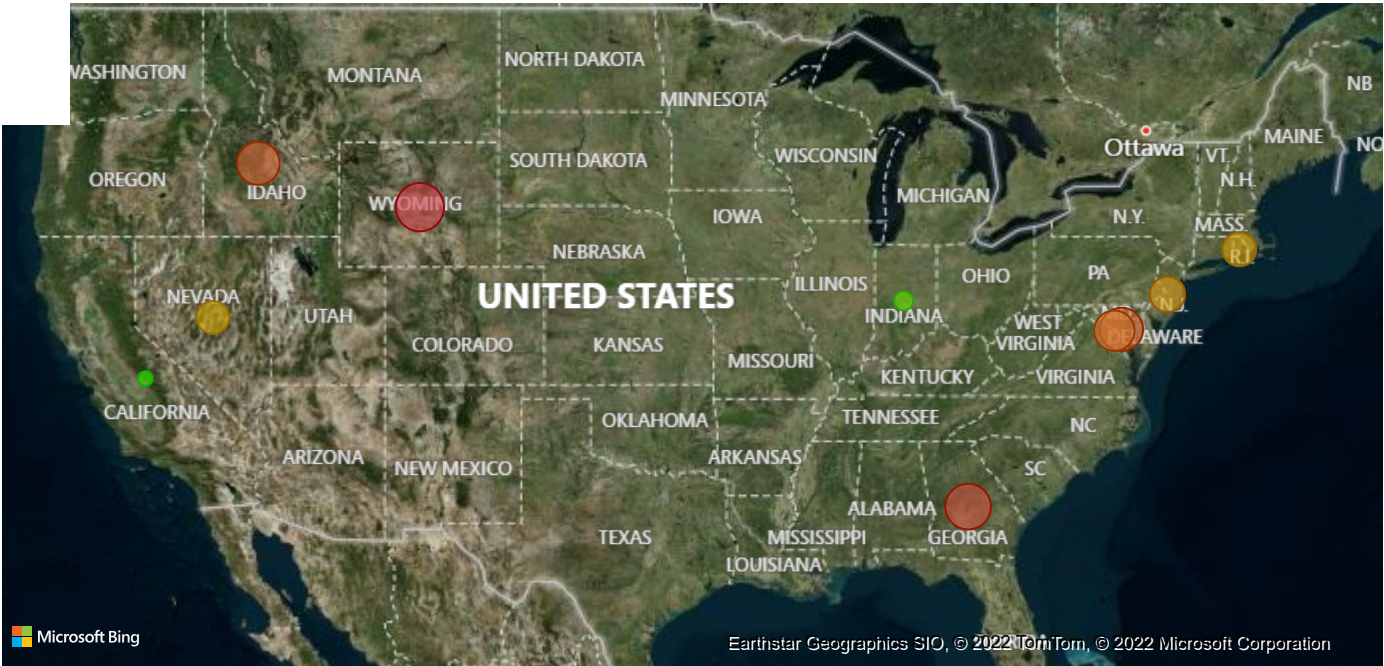 WASHINGTON
MONTANA
NORTH DAKOTA
MINNESOTA
NB
Ottawa
MAINE
NO
VT.
N.H.
OREGON
IDAHO
WYOMING
SOUTH DAKOTA
WISCONSIN
MICHIGAN
IOWA
N.Y.
MASS.
R.I.
NEBRASKA
NEVADA
UTAH
UNITED STATES
ILLINOIS
INDIANA
OHIO
PA
N.J.
MD.
DELAWARE
WEST
VIRGINIA
COLORADO
KANSAS
MISSOURI
KENTUCKY
VIRGINIA
CALIFORNIA
OKLAHOMA
TENNESSEE
NC
ARIZONA
NEW MEXICO
ARKANSAS
SC
TEXAS
ALABAMA
MISSISSIPPI
GEORGIA
LOUISIANA
Microsoft Bing
Earthstar Geographics SIO, © 2022 TomTom, © 2022 Microsoft Corporation